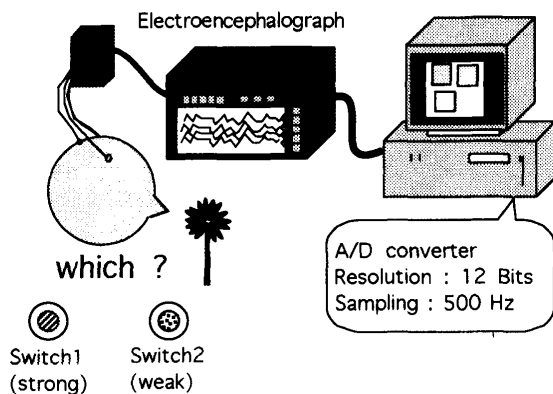 Electroencephalograph
which ?
A/D converter
Resolution : 12 Bits
Sampling : 500 Hz
Switch1
(strong)
Switch2
(weak)